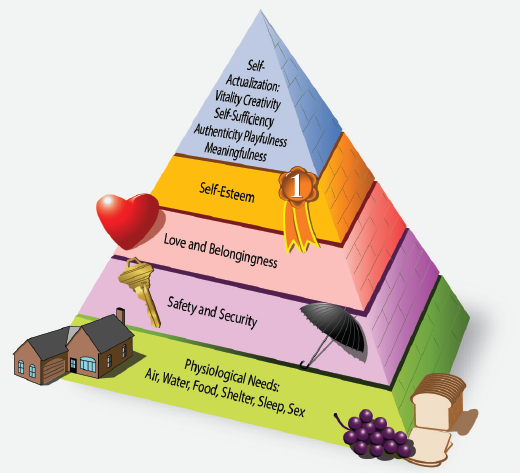 Self-
Actualization:
Vitality Creativity
Self-Sufficiency
Authenticity Playfulness
Meaningfulness
Self-Esteem
1
Love and Belongingness
Safety and Security
Physiological Needs:
Air, Water, Food, Shelter, Sleep, Sex